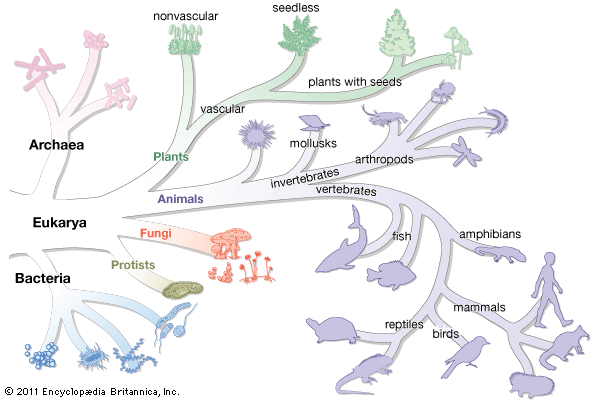 nonvascular
seedless
plants with seeds
vascular
Archaea
Plants
mollusks
arthropods
invertebrates
Animals
vertebrates
Eukarya
Fungi
fish
amphibians
Protists
Bacteria
mammals
reptiles
birds
© 2011 Encyclopædia Britannica, Inc.